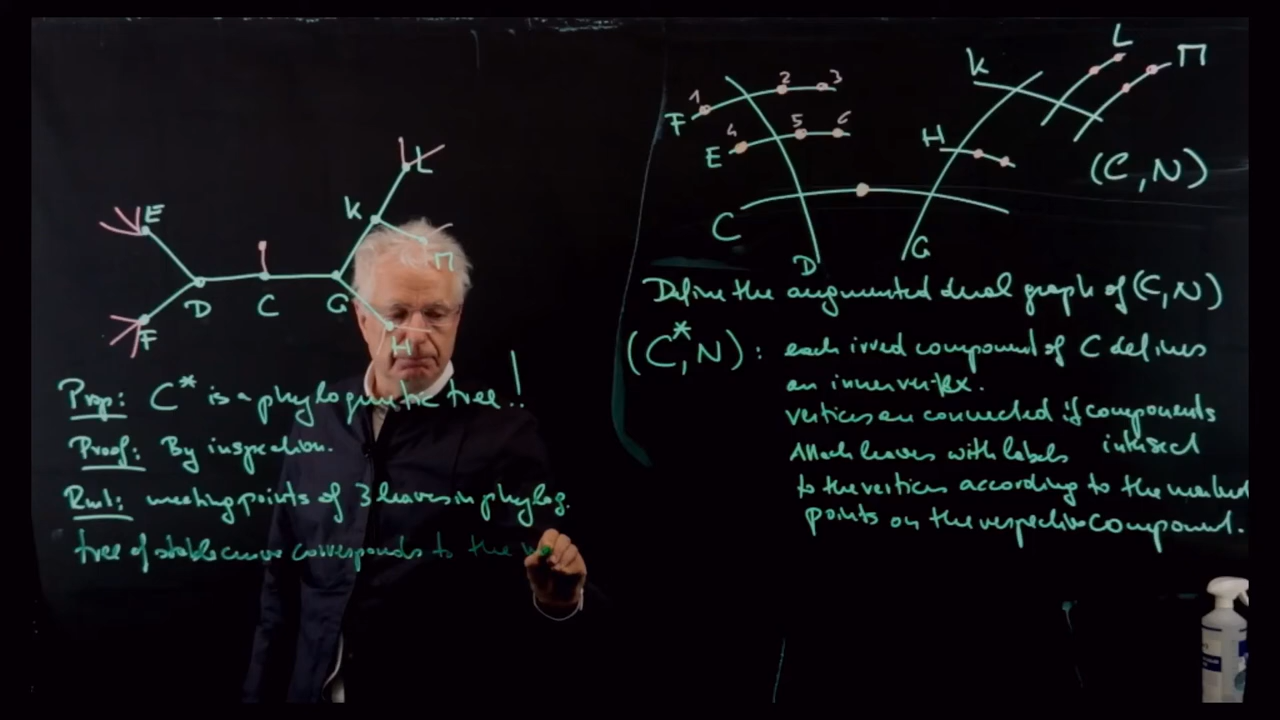 E
D
C
G
K
L
M
H
F
Prop: C* is a phylogenetic tree!
Proof: By inspection.
Rmk: meeting points of 3 leaves in phylog.
tree of stable curve corresponds to the
F 1 2 3
E 4 5 6
C
D
G
H
K
L
M
(C, N)
Define the augmented dual graph of (C, N)
(C*, N): each irred component of C defines
an inner vertex.
vertices are connected if components
intersect
Attach leaves with labels
to the vertices according to the marked
points on the respective component.